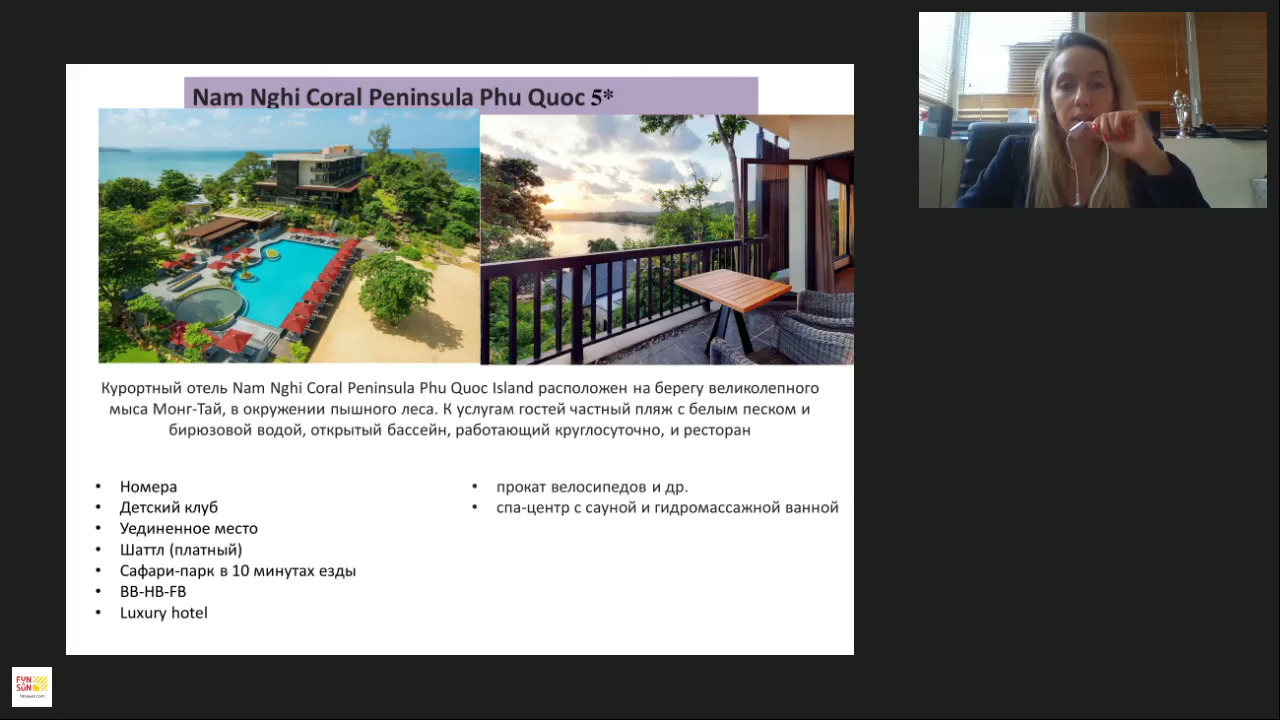 Nam Nghi Coral Peninsula Phu Quoc 5*
Курортный отель Nam Nghi Coral Peninsula Phu Quoc Island расположен на берегу великолепного
мыса Монг-Тай, в окружении пышного леса. К услугам гостей частный пляж с белым песком и
бирюзовой водой, открытый бассейн, работающий круглосуточно, и ресторан
• Номера
• Детский клуб
• Уединенное место
• Шаттл (платный)
• Сафари-парк в 10 минутах езды
• BB-HB-FB
• Luxury hotel
• прокат велосипедов и др.
• спа-центр с сауной и гидромассажной ванной
FUN
&SUN